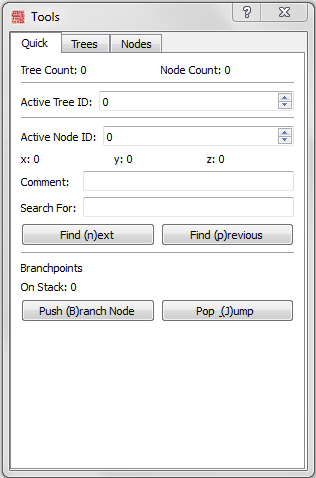 Tools
Quick Trees Nodes
Tree Count: 0 Node Count: 0
Active Tree ID: 0
Active Node ID: 0
x: 0 y: 0 z: 0
Comment:
Search For:
Find (n)ext Find (p)revious
Branchpoints
On Stack: 0
Push (B)ranch Node Pop (J)ump